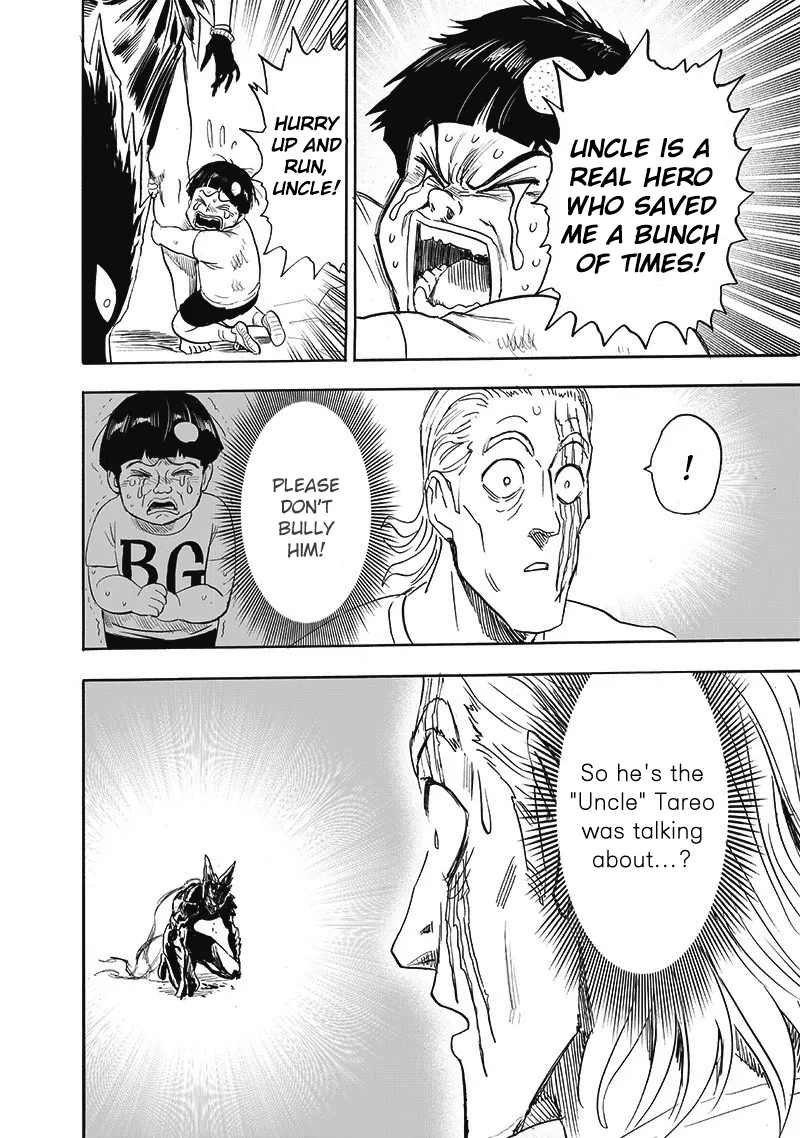 UNCLE IS A
REAL HERO
WHO SAVED
ME A BUNCH
OF TIMES!
HURRY
UP AND
RUN,
UNCLE!
!
PLEASE
DON'T
BULLY
HIM!
BG
So he's the
"Uncle" Tareo
was talking
about...?